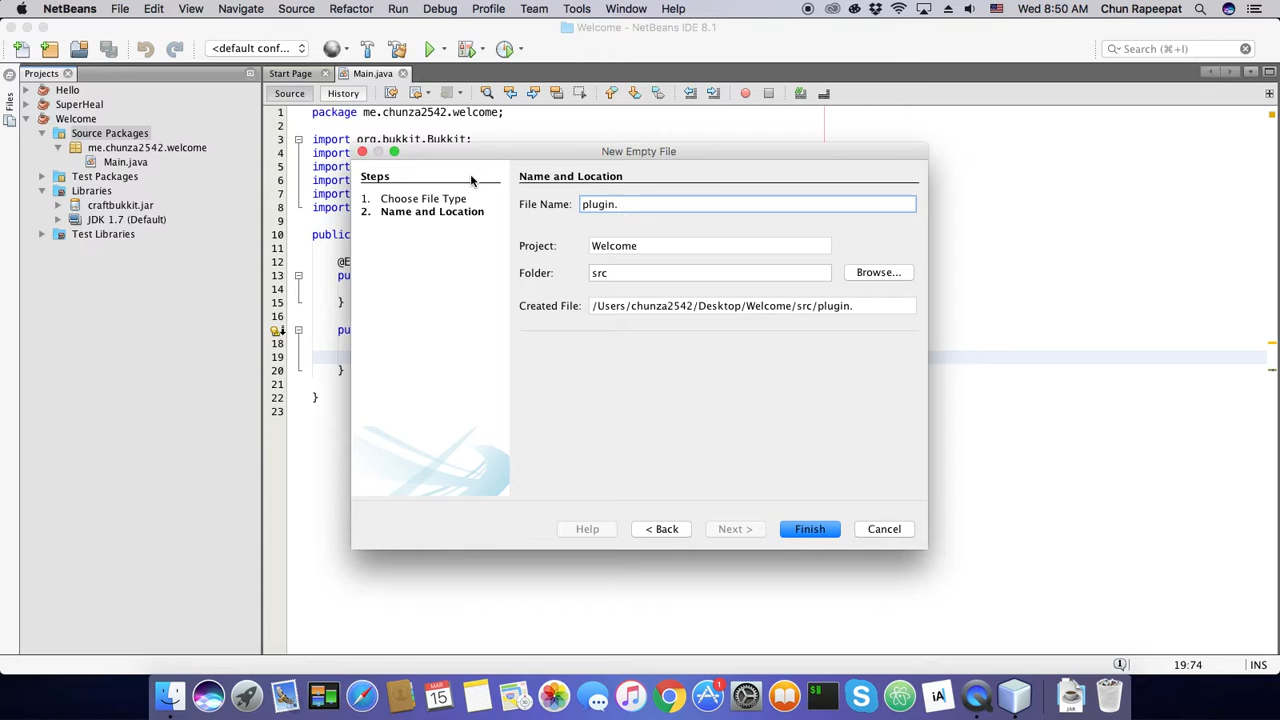 NetBeans File Edit View Navigate Source Refactor Run Debug Profile Team Tools Window Help Wed 8:50 AM Chun Rapeepat
Welcome - NetBeans IDE 8.1
<default conf...
Search (⌘+I)
Projects
Start Page
Main.java
Files
Source
History
Hello
SuperHeal
Welcome
Source Packages
me.chunza2542.welcome
Main.java
Test Packages
Libraries
craftbukkit.jar
JDK 1.7 (Default)
Test Libraries
1 package me.chunza2542.welcome;
2
3 import org.bukkit.Bukkit;
4 import
5 import
6 import
7 import
8 import
9
10 public
11
12 @E
13 pu
14
15 }
16
pu
18
19
20 }
21
22 }
23
New Empty File
Steps
1. Choose File Type
2. Name and Location
Name and Location
File Name: plugin.
Project: Welcome
Folder: src
Browse...
Created File: /Users/chunza2542/Desktop/Welcome/src/plugin.
Help
< Back
Next >
Finish
Cancel
19:74
INS
MAR
15
1
iA
JAR